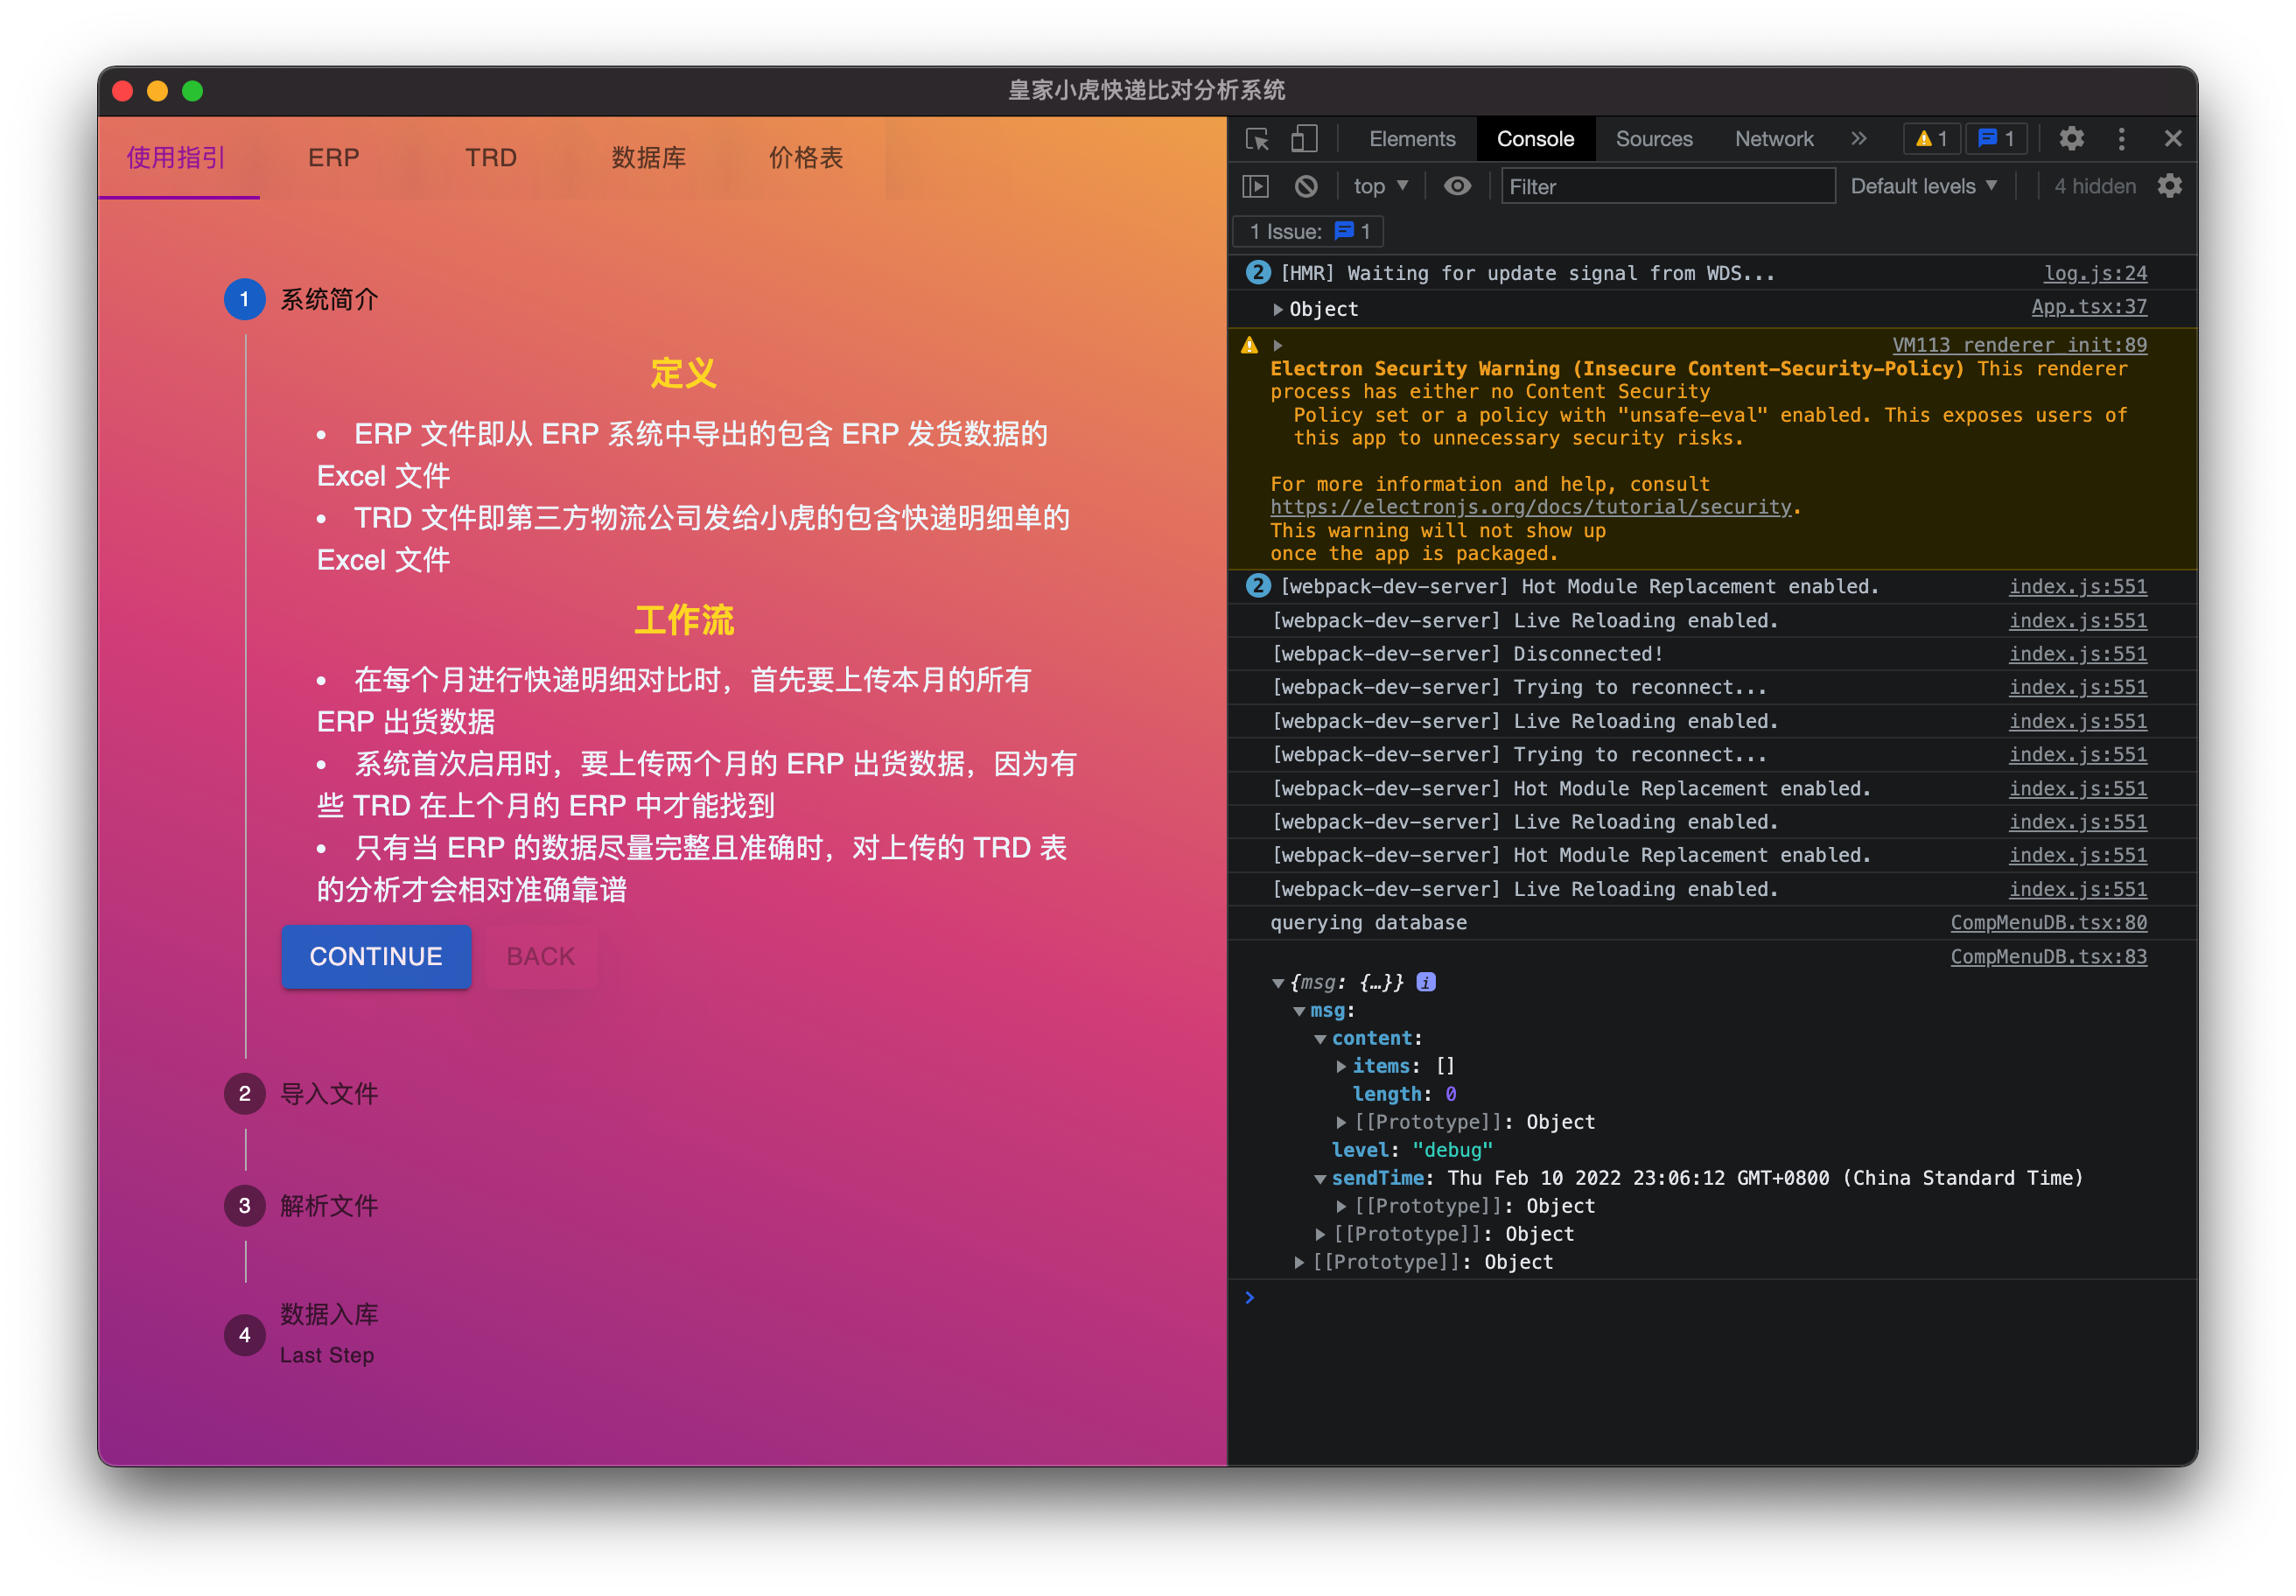 皇家小虎快递比对分析系统
使用指引 ERP TRD 数据库 价格表
1 系统简介
定义
• ERP 文件即从 ERP 系统中导出的包含 ERP 发货数据的
Excel 文件
• TRD 文件即第三方物流公司发给小虎的包含快递明细单的
Excel 文件
工作流
• 在每个月进行快递明细对比时，首先要上传本月的所有
ERP 出货数据
• 系统首次启用时，要上传两个月的 ERP 出货数据，因为有
些 TRD 在上个月的 ERP 中才能找到
• 只有当 ERP 的数据尽量完整且准确时，对上传的 TRD 表
的分析才会相对准确靠谱
CONTINUE BACK
2 导入文件
3 解析文件
4 数据入库
Last Step
Elements Console Sources Network 1 1
top Filter Default levels 4 hidden
1 Issue: 1
2 [HMR] Waiting for update signal from WDS... log.js:24
Object App.tsx:37
VM113 renderer_init:89
Electron Security Warning (Insecure Content-Security-Policy) This renderer
process has either no Content Security
Policy set or a policy with "unsafe-eval" enabled. This exposes users of
this app to unnecessary security risks.
For more information and help, consult
https://electronjs.org/docs/tutorial/security.
This warning will not show up
once the app is packaged.
2 [webpack-dev-server] Hot Module Replacement enabled. index.js:551
[webpack-dev-server] Live Reloading enabled. index.js:551
[webpack-dev-server] Disconnected! index.js:551
[webpack-dev-server] Trying to reconnect... index.js:551
[webpack-dev-server] Live Reloading enabled. index.js:551
[webpack-dev-server] Trying to reconnect... index.js:551
[webpack-dev-server] Hot Module Replacement enabled. index.js:551
[webpack-dev-server] Live Reloading enabled. index.js:551
[webpack-dev-server] Hot Module Replacement enabled. index.js:551
[webpack-dev-server] Live Reloading enabled. index.js:551
querying database CompMenuDB.tsx:80
CompMenuDB.tsx:83
{msg: {…}} i
msg:
content:
items: []
length: 0
[[Prototype]]: Object
level: "debug"
sendTime: Thu Feb 10 2022 23:06:12 GMT+0800 (China Standard Time)
[[Prototype]]: Object
[[Prototype]]: Object
[[Prototype]]: Object